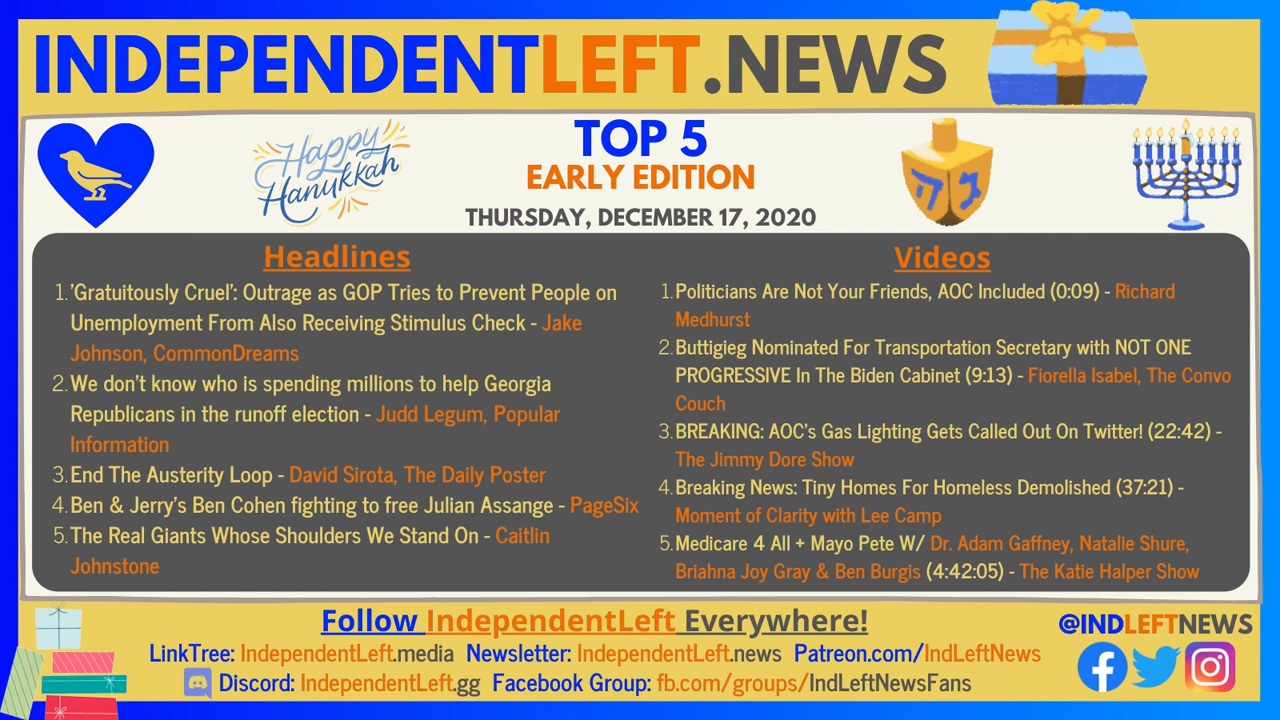 INDEPENDENTLEFT.NEWS
Happy
Hanukkah
TOP 5
EARLY EDITION
THURSDAY, DECEMBER 17, 2020
ה
נ
Headlines
1. 'Gratuitously Cruel': Outrage as GOP Tries to Prevent People on
Unemployment From Also Receiving Stimulus Check - Jake
Johnson, CommonDreams
2. We don't know who is spending millions to help Georgia
Republicans in the runoff election - Judd Legum, Popular
Information
3. End The Austerity Loop - David Sirota, The Daily Poster
4. Ben & Jerry's Ben Cohen fighting to free Julian Assange - PageSix
5. The Real Giants Whose Shoulders We Stand On - Caitlin
Johnstone
Videos
1. Politicians Are Not Your Friends, AOC Included (0:09) - Richard
Medhurst
2. Buttigieg Nominated For Transportation Secretary with NOT ONE
PROGRESSIVE In The Biden Cabinet (9:13) - Fiorella Isabel, The Convo
Couch
3. BREAKING: AOC's Gas Lighting Gets Called Out On Twitter! (22:42) -
The Jimmy Dore Show
4. Breaking News: Tiny Homes For Homeless Demolished (37:21) -
Moment of Clarity with Lee Camp
5. Medicare 4 All + Mayo Pete W/ Dr. Adam Gaffney, Natalie Shure,
Briahna Joy Gray & Ben Burgis (4:42:05) - The Katie Halper Show
Follow IndependentLeft Everywhere!
LinkTree: IndependentLeft.media Newsletter: IndependentLeft.news Patreon.com/IndLeftNews
Discord: IndependentLeft.gg Facebook Group: fb.com/groups/IndLeftNewsFans
@INDLEFTNEWS